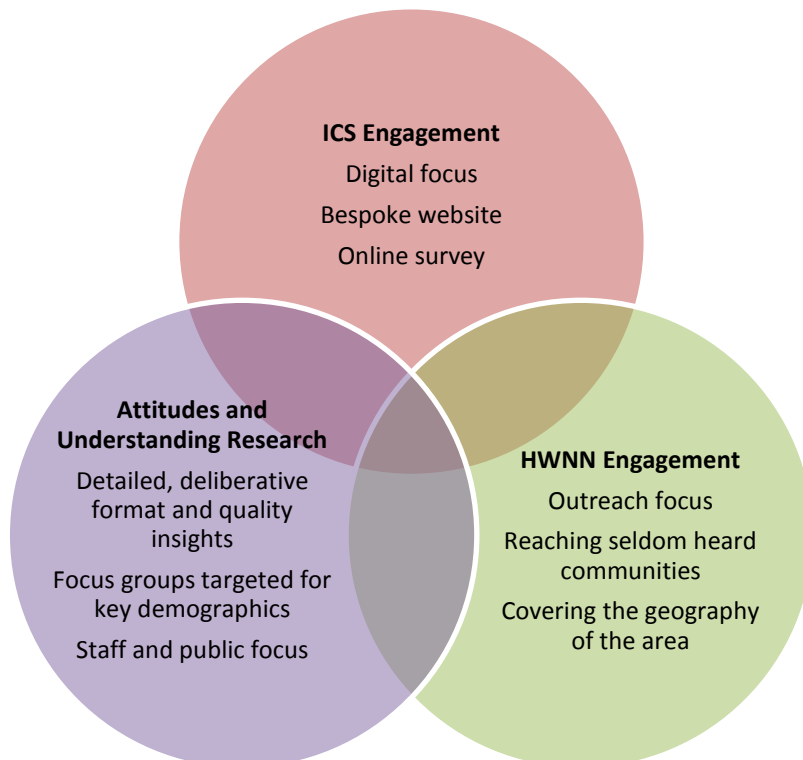 ICS Engagement
Digital focus
Bespoke website
Online survey
Attitudes and
Understanding Research
Detailed, deliberative
format and quality
insights
Focus groups targeted for
key demographics
Staff and public focus
HWNN Engagement
Outreach focus
Reaching seldom heard
communities
Covering the geography
of the area